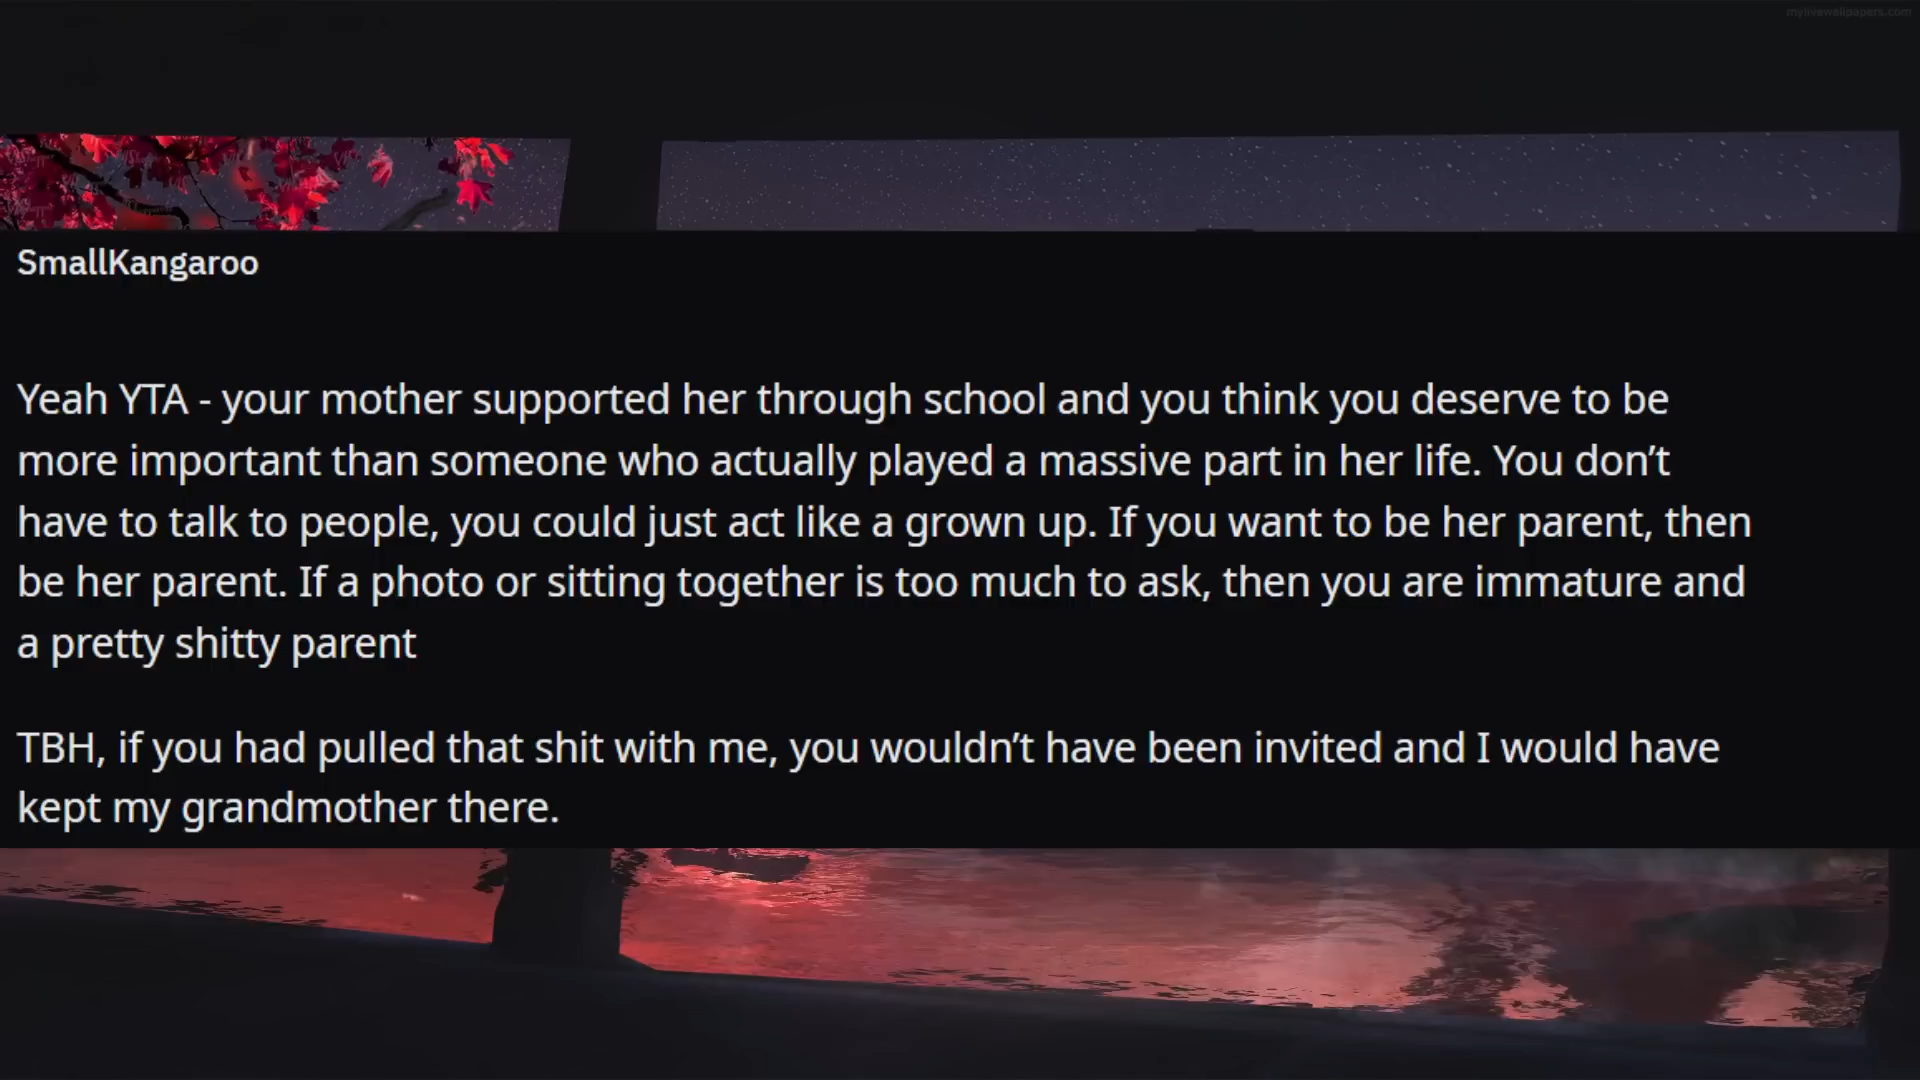 mylivewallpapers.com
SmallKangaroo
Yeah YTA - your mother supported her through school and you think you deserve to be
more important than someone who actually played a massive part in her life. You don’t
have to talk to people, you could just act like a grown up. If you want to be her parent, then
be her parent. If a photo or sitting together is too much to ask, then you are immature and
a pretty shitty parent
TBH, if you had pulled that shit with me, you wouldn’t have been invited and I would have
kept my grandmother there.